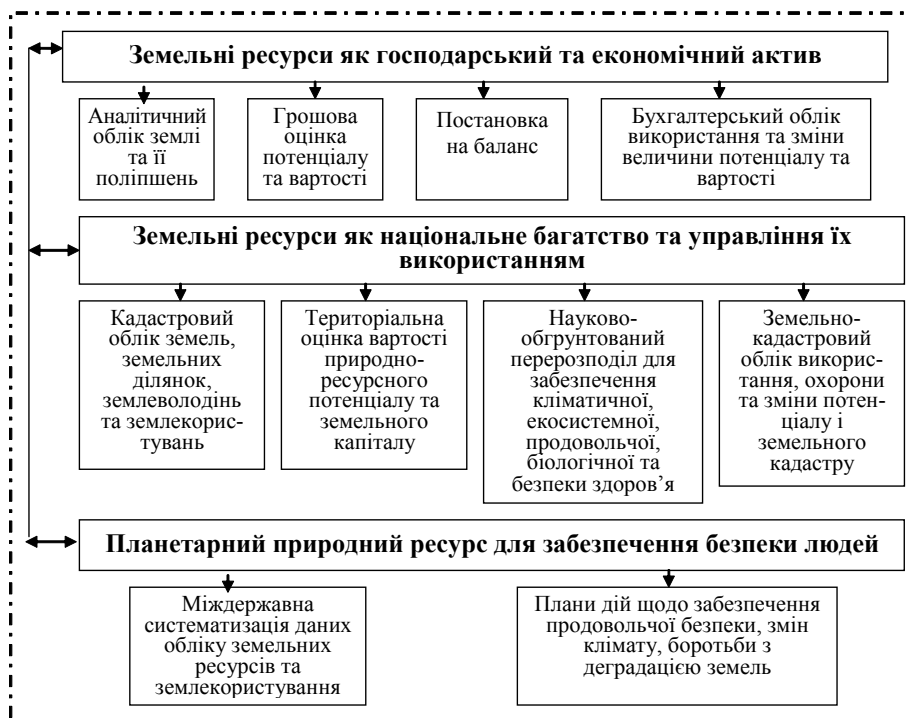 Земельні ресурси як господарський та економічний актив
Аналітичний
облік землі
та її
поліпшень
Грошова
оцінка
потенціалу
та вартості
Постановка
на баланс
Бухгалтерський облік
використання та зміни
величини потенціалу та
вартості
Земельні ресурси як національне багатство та управління їх
використанням
Кадастровий
облік земель,
земельних
ділянок,
землеволодінь
та землекорис-
тувань
Територіальна
оцінка вартості
природно-
ресурсного
потенціалу та
земельного
капіталу
Науково-
обгрунтований
перерозподіл для
забезпечення
кліматичної,
екосистемної,
продовольчої,
біологічної та
безпеки здоров’я
Земельно-
кадастровий
облік викорис-
тання, охорони
та зміни потен-
ціалу і
земельного
кадастру
Планетарний природний ресурс для забезпечення безпеки людей
Міждержавна
систематизація даних
обліку земельних
ресурсів та
землекористування
Плани дій щодо забезпечення
продовольчої безпеки, змін
клімату, боротьби з
деградацією земель